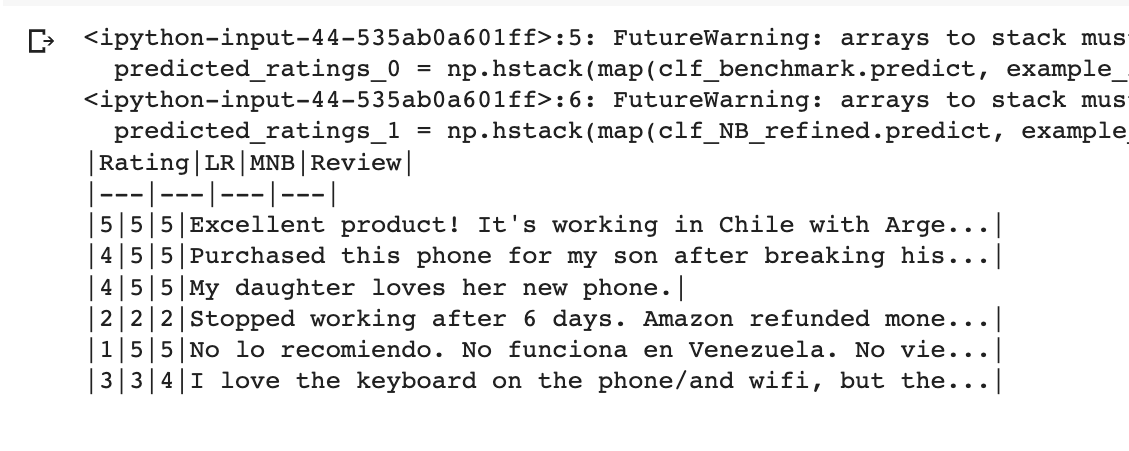 <ipython-input-44-535ab0a601ff>:5: FutureWarning: arrays to stack mus
predicted_ratings_0 = np.hstack(map(clf_benchmark.predict, example_
<ipython-input-44-535ab0a601ff>:6: FutureWarning: arrays to stack mus
predicted_ratings_1 = np.hstack(map(clf_NB_refined.predict, example_
|Rating|LR|MNB|Review|
|---|---|---|---|
|5|5|5|Excellent product! It's working in Chile with Arge...|
|4|5|5|Purchased this phone for my son after breaking his...|
|4|5|5|My daughter loves her new phone.|
|2|2|2|Stopped working after 6 days. Amazon refunded mone...|
|1|5|5|No lo recomiendo. No funciona en Venezuela. No vie...|
|3|3|4|I love the keyboard on the phone/and wifi, but the...|